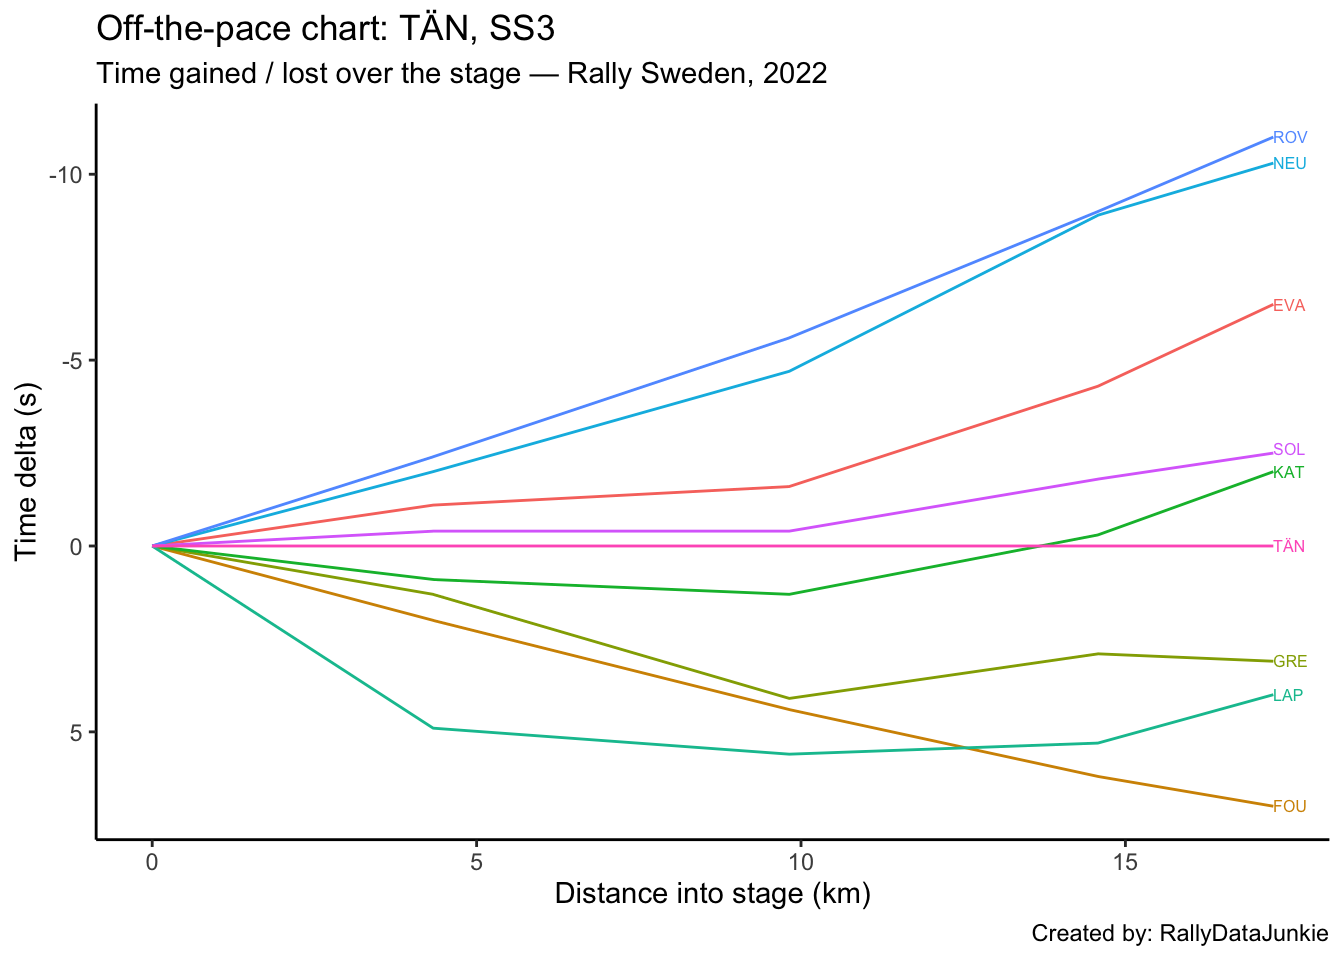 Off-the-pace chart: TÄN, SS3
Time gained / lost over the stage — Rally Sweden, 2022
ROV
-10
NEU
EVA
-5
Time delta (s)
SOL
KAT
0
TÄN
GRE
LAP
5
FOU
0 5 10 15
Distance into stage (km)
Created by: RallyDataJunkie